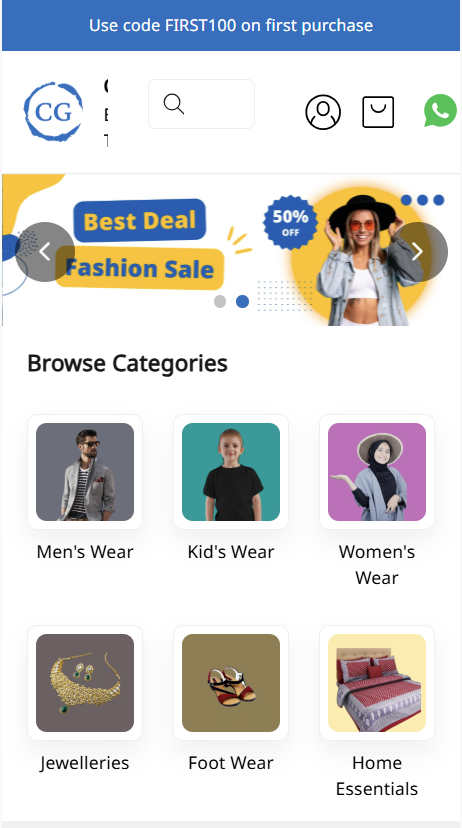 Use code FIRST100 on first purchase
CG
Best Deal
50%
OFF
Fashion Sale
Browse Categories
Men's Wear
Kid's Wear
Women's
Wear
Jewelleries
Foot Wear
Home
Essentials